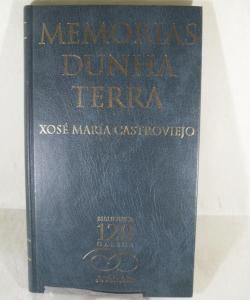 MEMORIAS
DUNHA
TERRA
XOSÉ MARÍA CASTROVIEJO
BIBLIOTECA
120
GALEGA